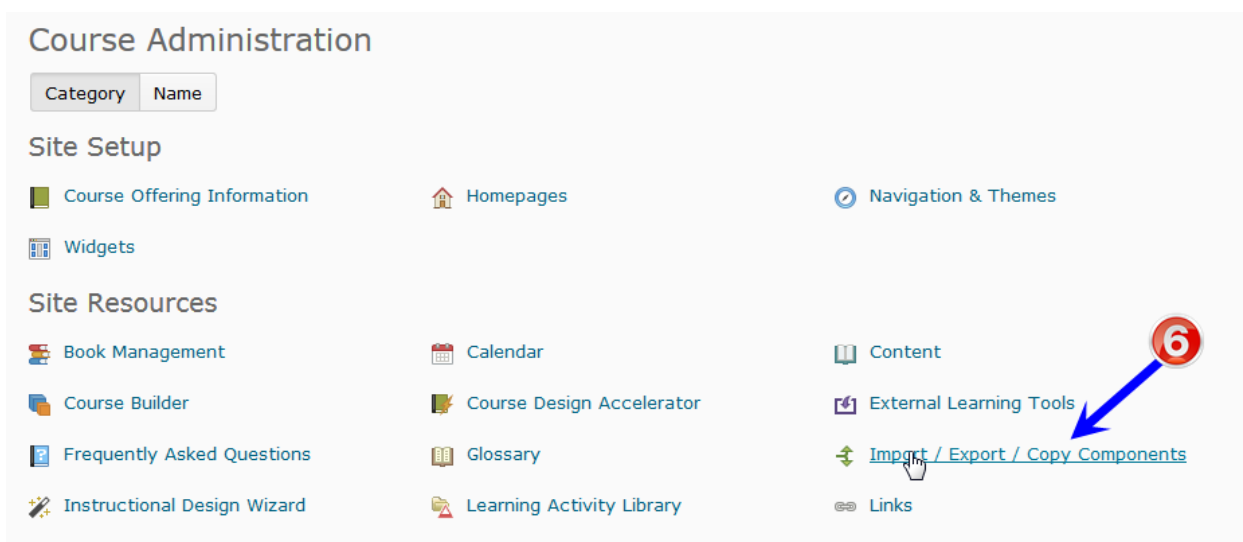 Course Administration
Category Name
Site Setup
Course Offering Information Homepages Navigation & Themes
Widgets
Site Resources
Book Management Calendar Content
6
Course Builder Course Design Accelerator External Learning Tools
Frequently Asked Questions Glossary Import / Export / Copy Components
Instructional Design Wizard Learning Activity Library Links